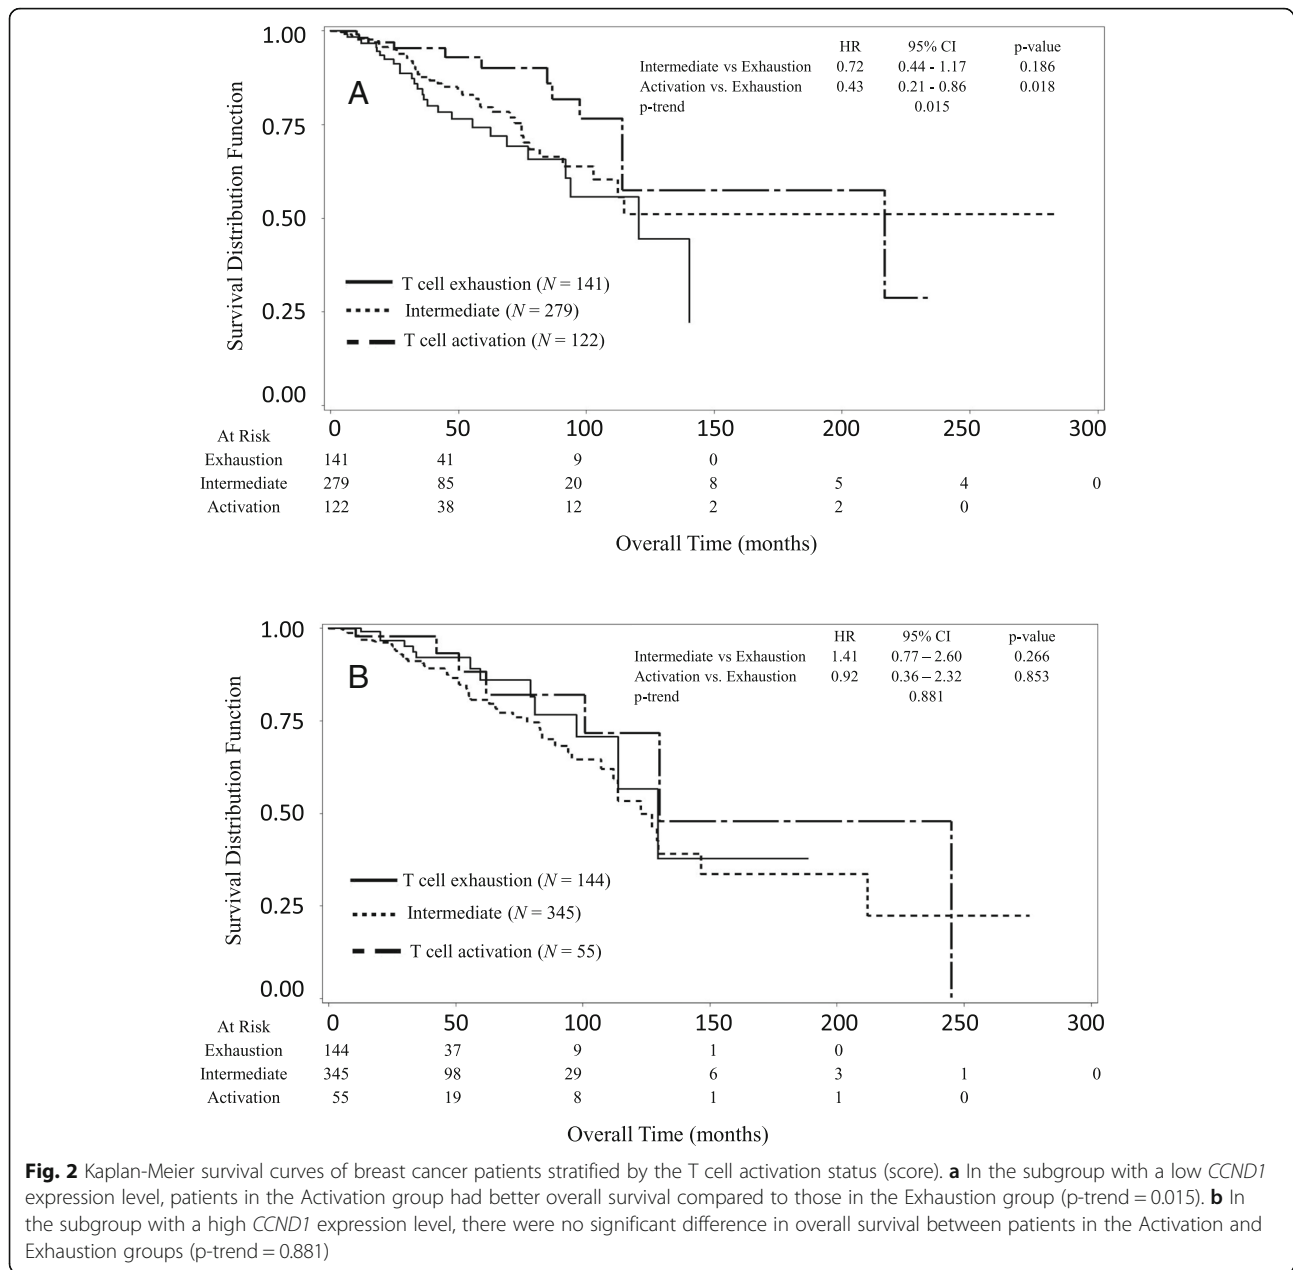 HR 95% CI p-value
Intermediate vs Exhaustion 0.72 0.44 - 1.17 0.186
Activation vs. Exhaustion 0.43 0.21 - 0.86 0.018
p-trend 0.015
A
1.00
0.75
0.50
0.25
0.00
Survival Distribution Function
T cell exhaustion (N = 141)
Intermediate (N = 279)
T cell activation (N = 122)
At Risk 0 50 100 150 200 250 300
Exhaustion 141 41 9 0
Intermediate 279 85 20 8 5 4 0
Activation 122 38 12 2 2 0
Overall Time (months)
HR 95% CI p-value
Intermediate vs Exhaustion 1.41 0.77 – 2.60 0.266
Activation vs. Exhaustion 0.92 0.36 – 2.32 0.853
p-trend 0.881
B
1.00
0.75
0.50
0.25
0.00
Survival Distribution Function
T cell exhaustion (N = 144)
Intermediate (N = 345)
T cell activation (N = 55)
At Risk 0 50 100 150 200 250 300
Exhaustion 144 37 9 1 0
Intermediate 345 98 29 6 3 1 0
Activation 55 19 8 1 1 0
Overall Time (months)
Fig. 2 Kaplan-Meier survival curves of breast cancer patients stratified by the T cell activation status (score). a In the subgroup with a low CCND1
expression level, patients in the Activation group had better overall survival compared to those in the Exhaustion group (p-trend = 0.015). b In
the subgroup with a high CCND1 expression level, there were no significant difference in overall survival between patients in the Activation and
Exhaustion groups (p-trend = 0.881)